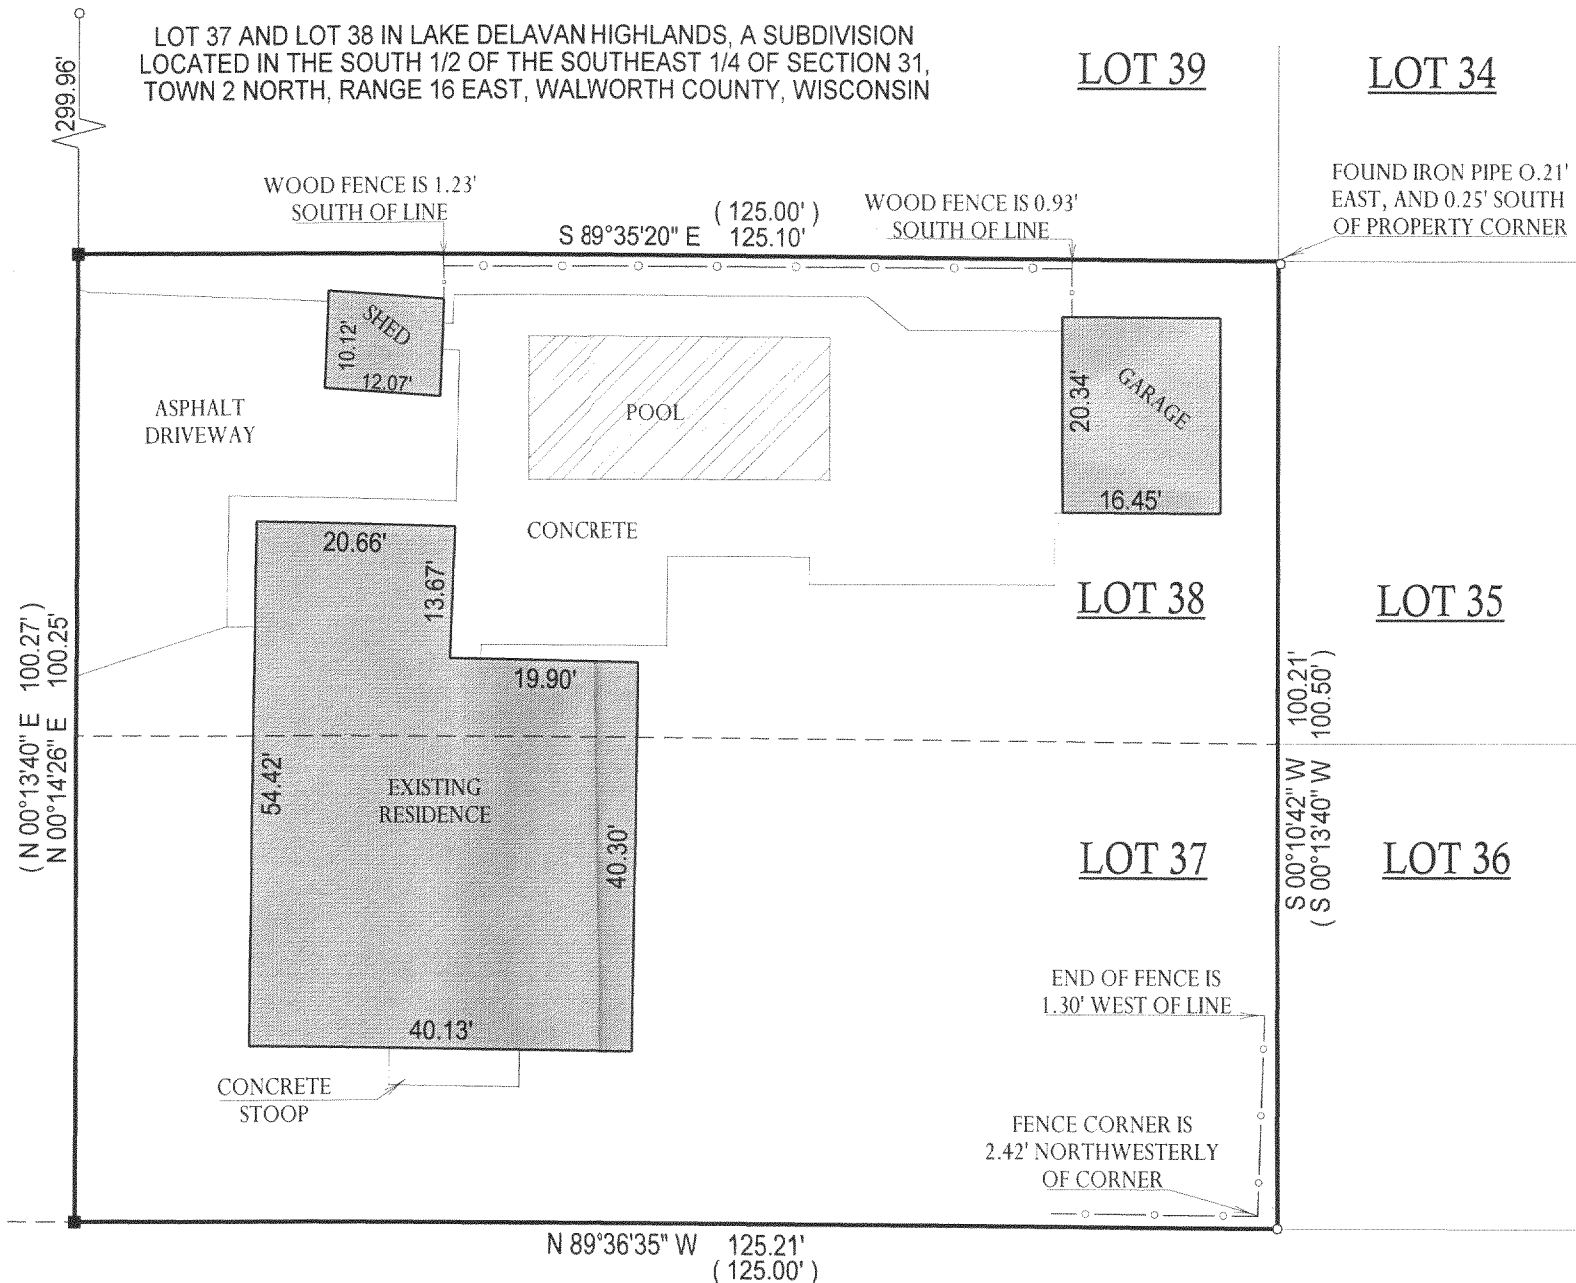 LOT 37 AND LOT 38 IN LAKE DELAVAN HIGHLANDS, A SUBDIVISION
LOCATED IN THE SOUTH 1/2 OF THE SOUTHEAST 1/4 OF SECTION 31,
TOWN 2 NORTH, RANGE 16 EAST, WALWORTH COUNTY, WISCONSIN
299.96'
LOT 39
LOT 34
WOOD FENCE IS 1.23'
SOUTH OF LINE
( 125.00' )
S 89°35'20" E 125.10'
WOOD FENCE IS 0.93'
SOUTH OF LINE
FOUND IRON PIPE O.21'
EAST, AND 0.25' SOUTH
OF PROPERTY CORNER
SHED
10.12'
12.07'
ASPHALT
DRIVEWAY
POOL
GARAGE
20.34'
16.45'
CONCRETE
20.66'
13.67'
19.90'
LOT 38
LOT 35
( N 00°13'40" E 100.27' )
N 00°14'26" E 100.25'
S 00°10'42" W 100.21'
( S 00°13'40" W 100.50' )
54.42'
EXISTING
RESIDENCE
40.30'
40.13'
LOT 37
LOT 36
END OF FENCE IS
1.30' WEST OF LINE
CONCRETE
STOOP
FENCE CORNER IS
2.42' NORTHWESTERLY
OF CORNER
N 89°36'35" W 125.21'
( 125.00' )